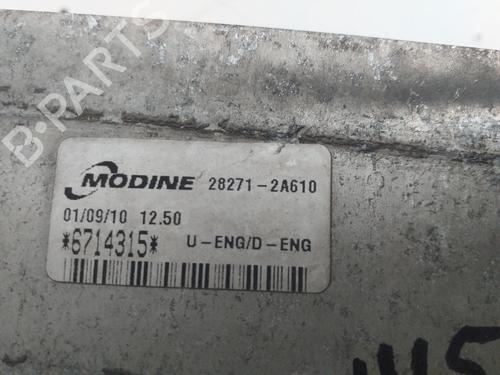 B-PARTS
MODINE 28271-2A610
01/09/10 12.50
*6714315* U-ENG/D-ENG